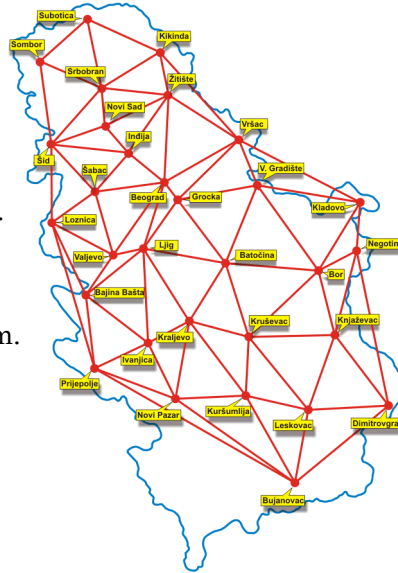 Subotica
Sombor
Kikinda
Srbobran
Žitište
Novi Sad
Vršac
Inđija
Šid
Šabac
V. Gradište
Beograd
Grocka
Kladovo
.
Loznica
Negotin
Ljig
Valjevo
Batočina
Bor
Bajina Bašta
m.
Kraljevo
Kruševac
Knjaževac
Ivanjica
Prijepolje
Novi Pazar
Kuršumlija
Leskovac
Dimitrovgra
Bujanovac